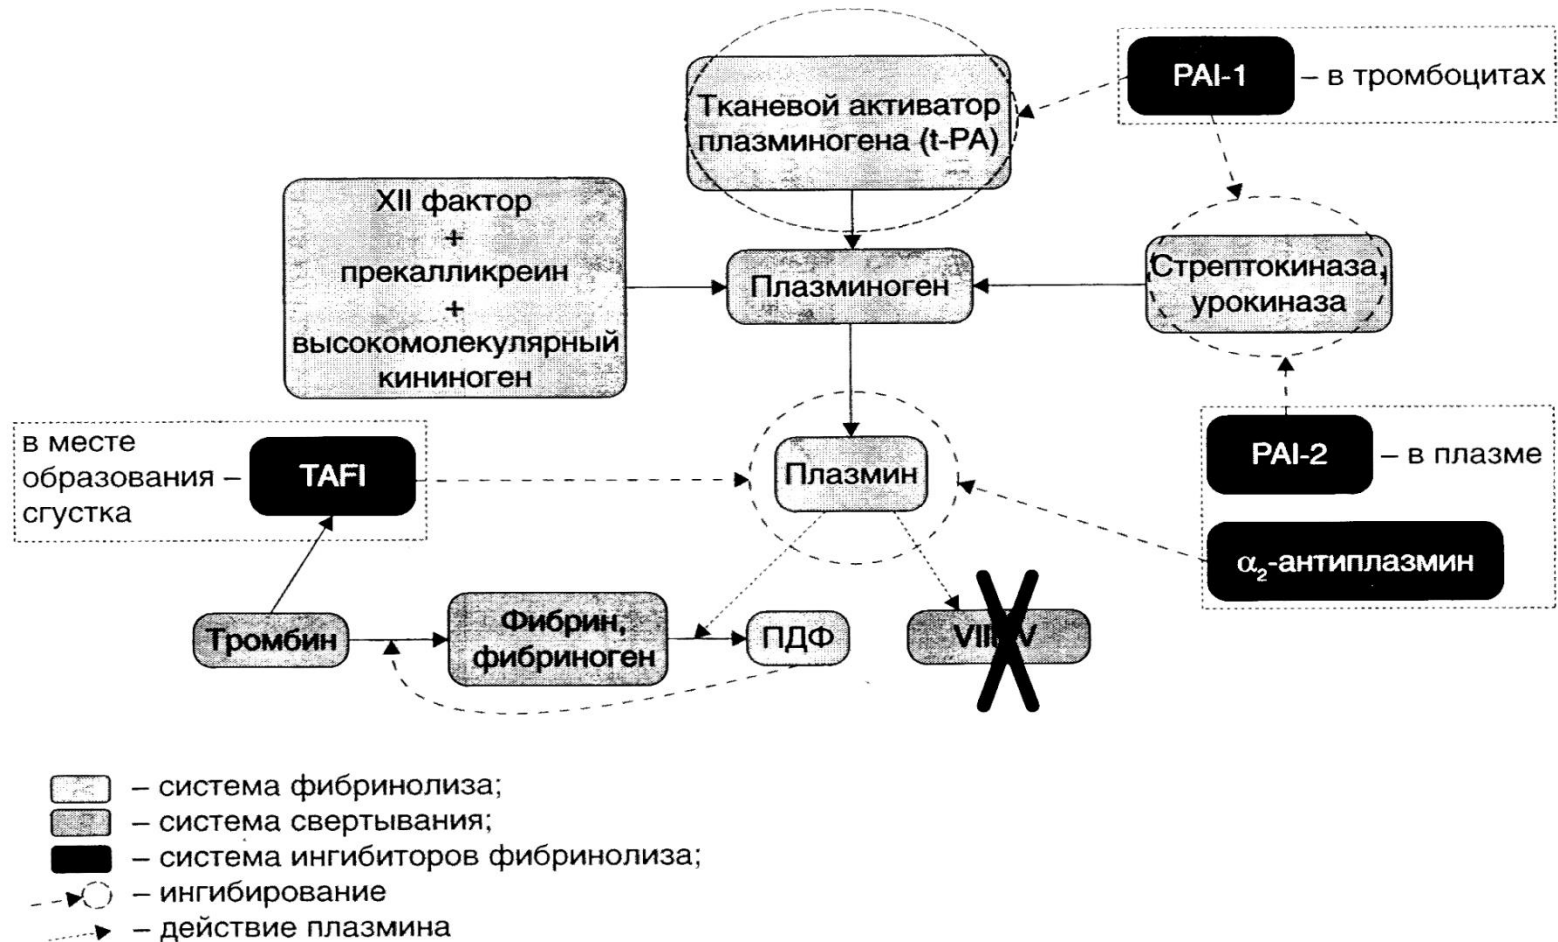 PAI-1 – в тромбоцитах
Тканевой активатор
плазминогена (t-PA)
XII фактор
+
прекалликреин
+
высокомолекулярный
кининоген
Плазминоген
Стрептокиназа,
урокиназа
в месте
образования –
сгустка
TAFI
Плазмин
PAI-2 – в плазме
α₂-антиплазмин
Тромбин
Фибрин,
фибриноген
ПДФ
V
– система фибринолиза;
– система свертывания;
– система ингибиторов фибринолиза;
– ингибирование
– действие плазмина